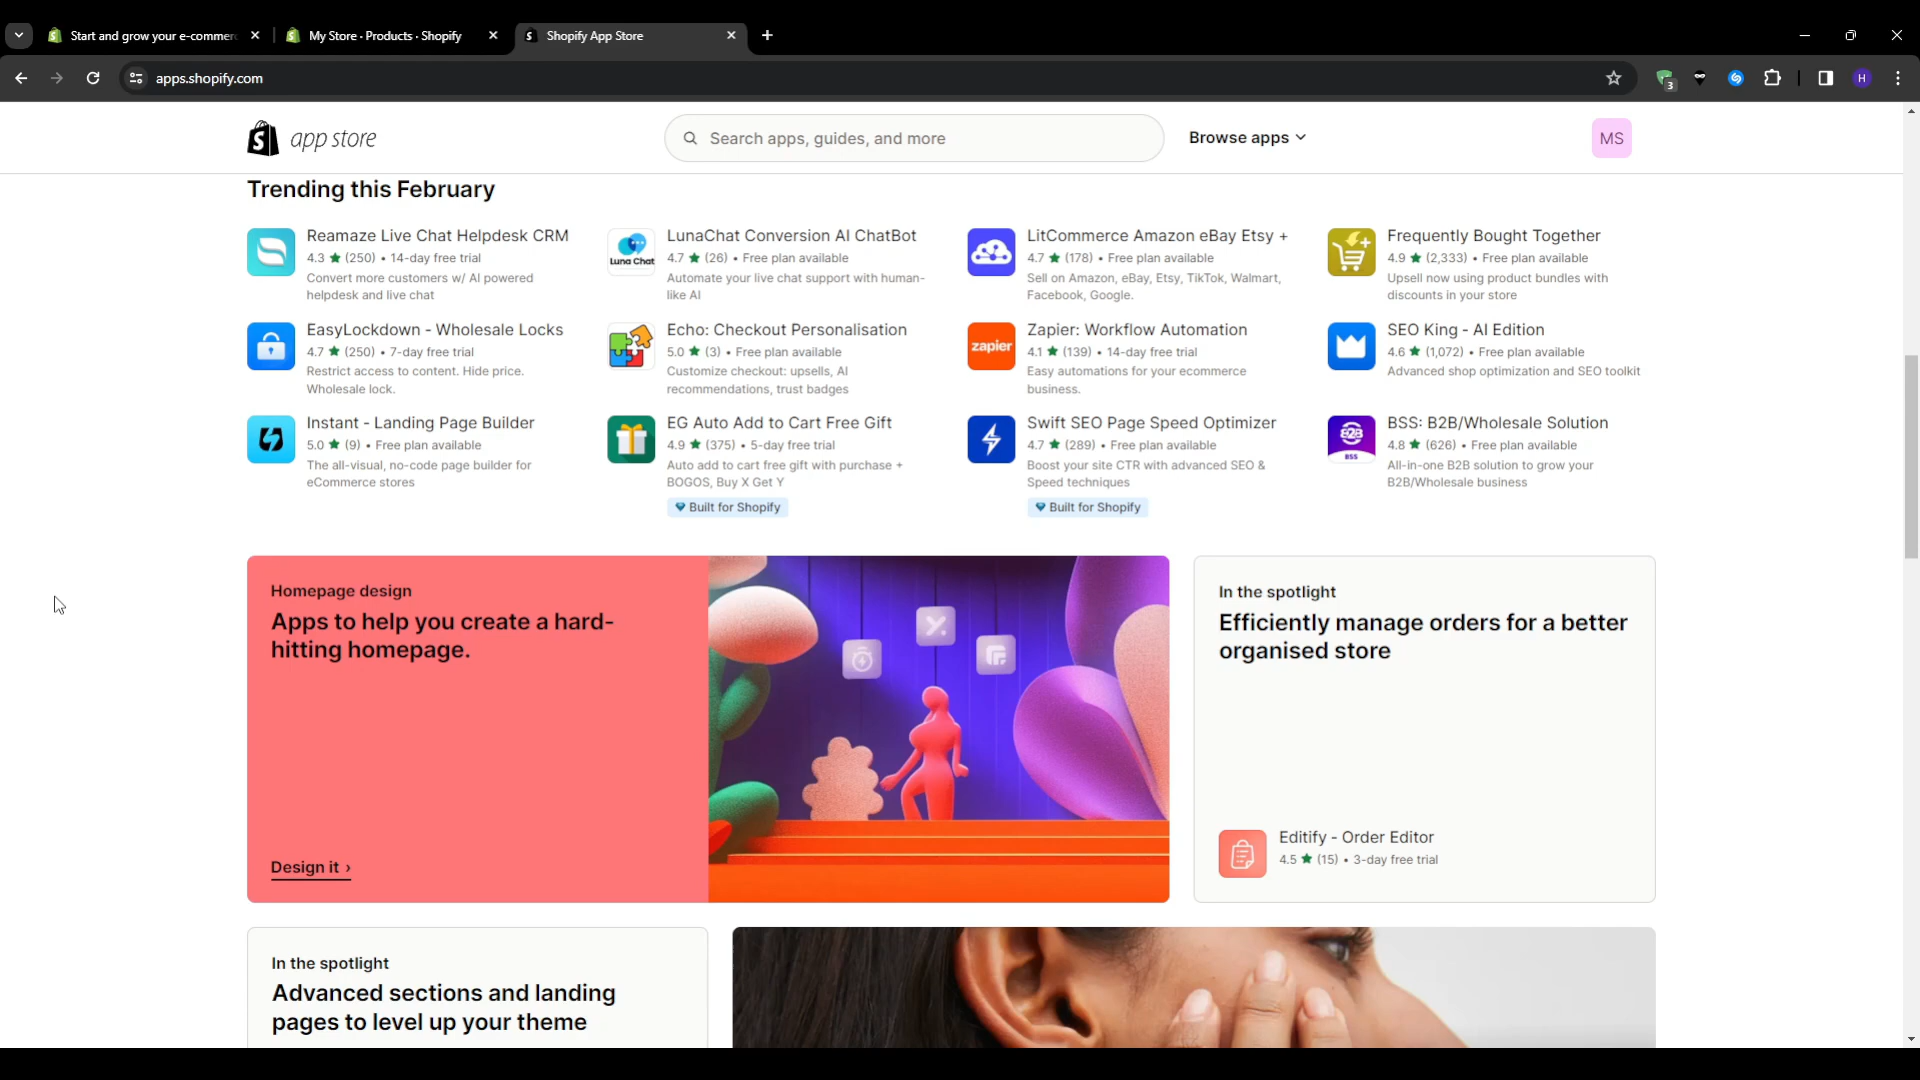 Start and grow your e-commer
My Store · Products · Shopify
Shopify App Store
apps.shopify.com
3
H
app store
Search apps, guides, and more
Browse apps
MS
Trending this February
Reamaze Live Chat Helpdesk CRM
4.3 ★ (250) • 14-day free trial
Convert more customers w/ AI powered
helpdesk and live chat
Luna Chat
LunaChat Conversion AI ChatBot
4.7 ★ (26) • Free plan available
Automate your live chat support with human-
like AI
LitCommerce Amazon eBay Etsy +
4.7 ★ (178) • Free plan available
Sell on Amazon, eBay, Etsy, TikTok, Walmart,
Facebook, Google.
Frequently Bought Together
4.9 ★ (2,333) • Free plan available
Upsell now using product bundles with
discounts in your store
EasyLockdown - Wholesale Locks
4.7 ★ (250) • 7-day free trial
Restrict access to content. Hide price.
Wholesale lock.
Echo: Checkout Personalisation
5.0 ★ (3) • Free plan available
Customize checkout: upsells, AI
recommendations, trust badges
zapier
Zapier: Workflow Automation
4.1 ★ (139) • 14-day free trial
Easy automations for your ecommerce
business.
SEO King - AI Edition
4.6 ★ (1,072) • Free plan available
Advanced shop optimization and SEO toolkit
Instant - Landing Page Builder
5.0 ★ (9) • Free plan available
The all-visual, no-code page builder for
eCommerce stores
EG Auto Add to Cart Free Gift
4.9 ★ (375) • 5-day free trial
Auto add to cart free gift with purchase +
BOGOS, Buy X Get Y
Built for Shopify
Swift SEO Page Speed Optimizer
4.7 ★ (289) • Free plan available
Boost your site CTR with advanced SEO &
Speed techniques
Built for Shopify
B2B
BSS
BSS: B2B/Wholesale Solution
4.8 ★ (626) • Free plan available
All-in-one B2B solution to grow your
B2B/Wholesale business
Homepage design
Apps to help you create a hard-
hitting homepage.
Design it ›
In the spotlight
Efficiently manage orders for a better
organised store
Editify - Order Editor
4.5 ★ (15) • 3-day free trial
In the spotlight
Advanced sections and landing
pages to level up your theme